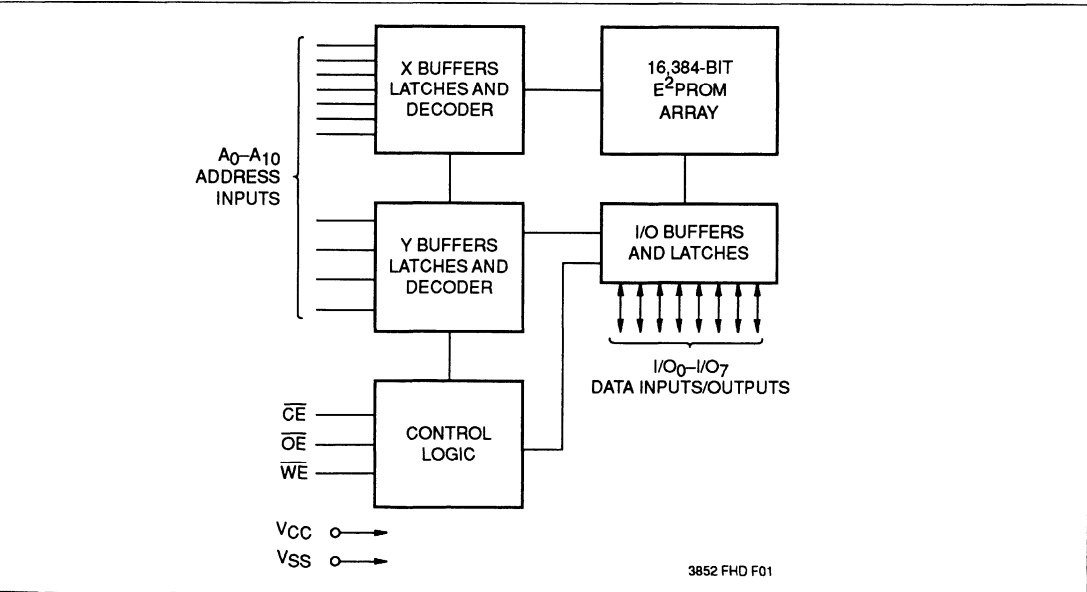 X BUFFERS
LATCHES AND
DECODER
16,384-BIT
E²PROM
ARRAY
A0–A10
ADDRESS
INPUTS
Y BUFFERS
LATCHES AND
DECODER
I/O BUFFERS
AND LATCHES
I/O0–I/O7
DATA INPUTS/OUTPUTS
CE
OE
WE
CONTROL
LOGIC
VCC
VSS
3852 FHD F01